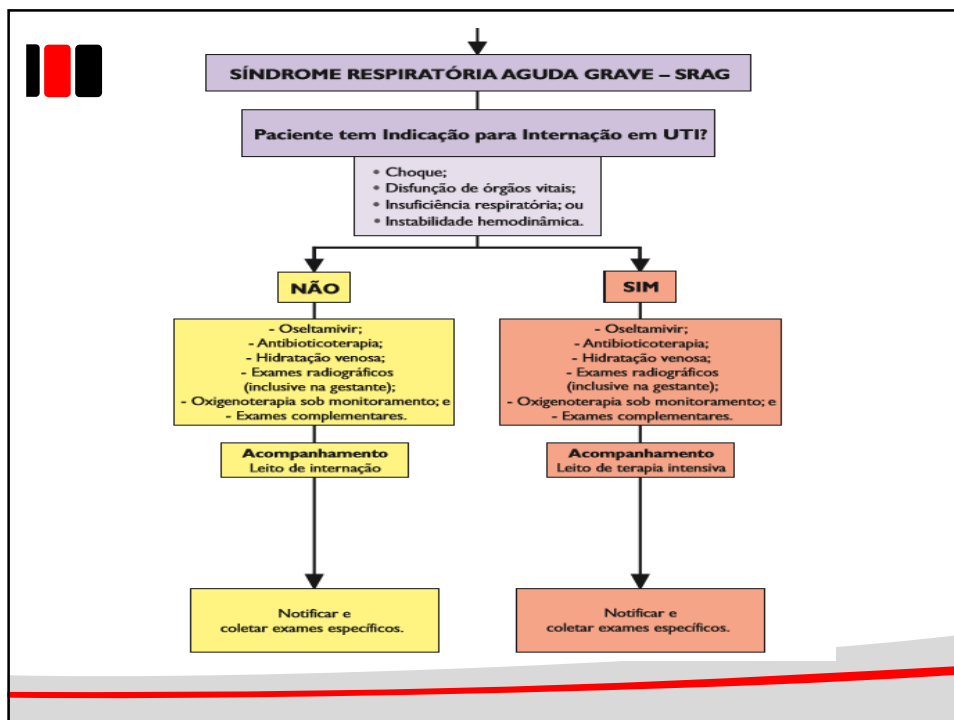 SÍNDROME RESPIRATÓRIA AGUDA GRAVE – SRAG
Paciente tem Indicação para Internação em UTI?
• Choque;
• Disfunção de órgãos vitais;
• Insuficiência respiratória; ou
• Instabilidade hemodinâmica.
NÃO
- Oseltamivir;
- Antibioticoterapia;
- Hidratação venosa;
- Exames radiográficos
(inclusive na gestante);
- Oxigenoterapia sob monitoramento; e
- Exames complementares.
Acompanhamento
Leito de internação
Notificar e
coletar exames específicos.
SIM
- Oseltamivir;
- Antibioticoterapia;
- Hidratação venosa;
- Exames radiográficos
(inclusive na gestante);
- Oxigenoterapia sob monitoramento; e
- Exames complementares.
Acompanhamento
Leito de terapia intensiva
Notificar e
coletar exames específicos.